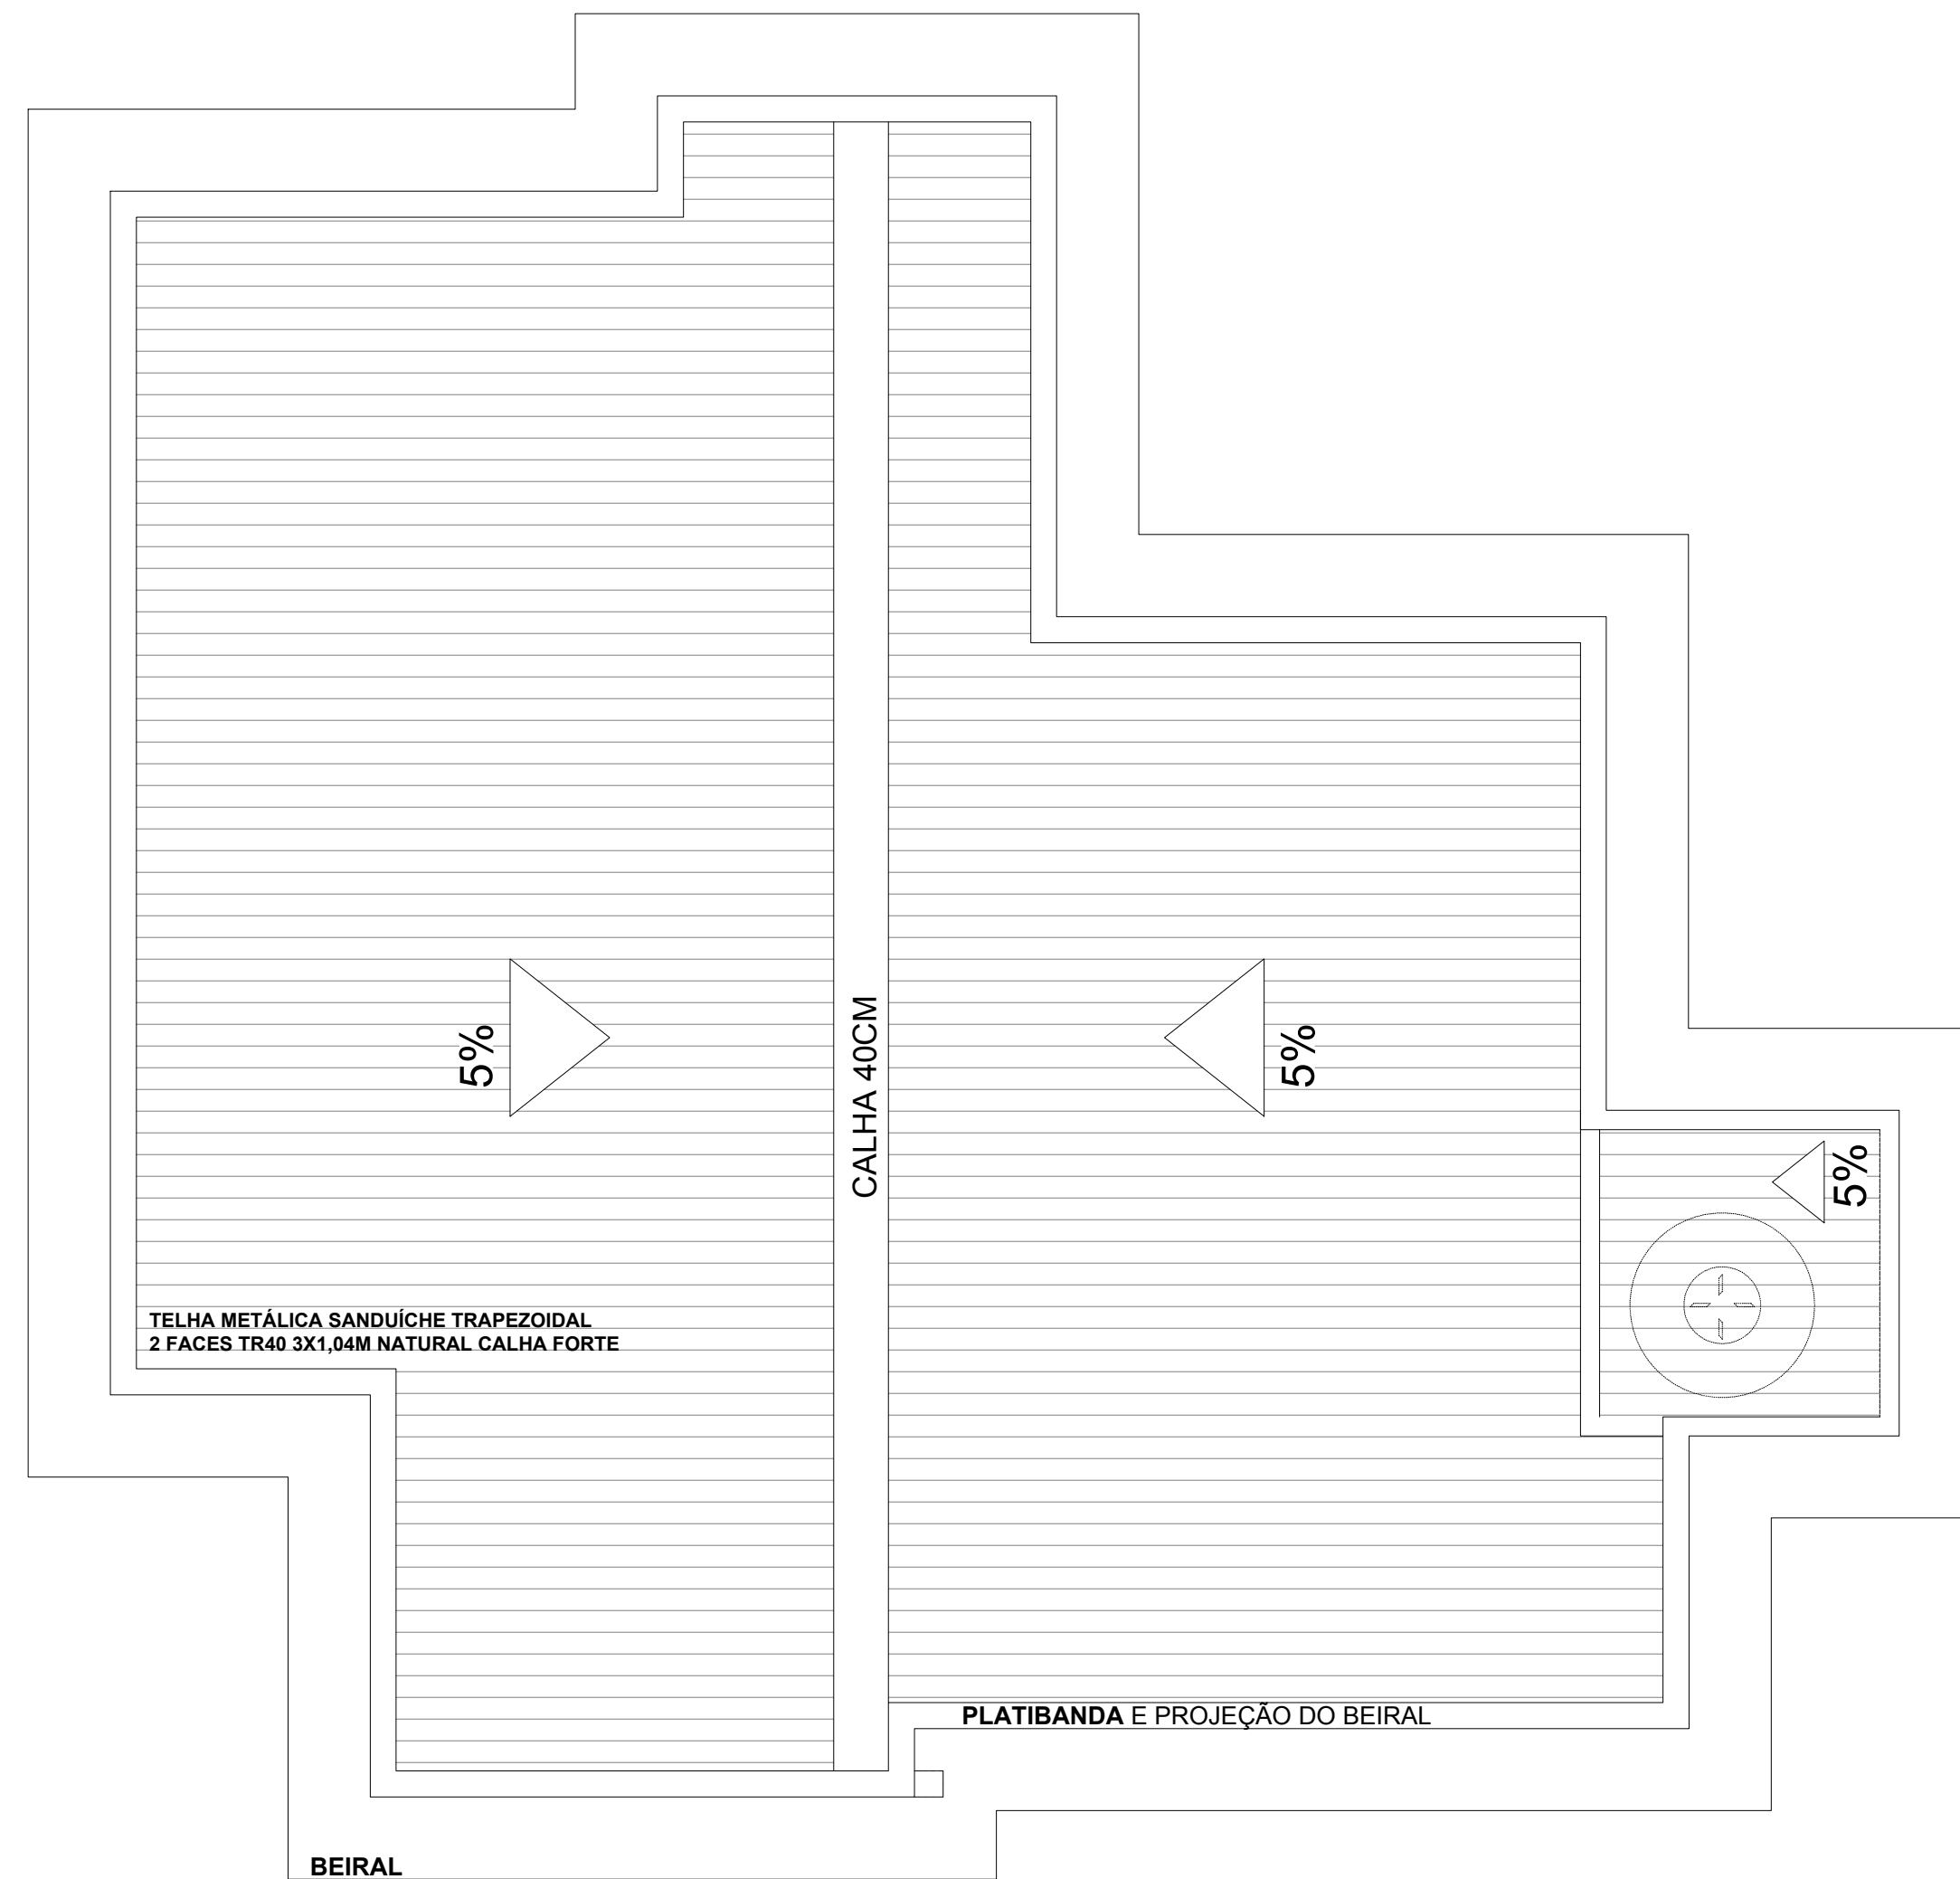 5%
CALHA 40CM
5%
5%
TELHA METÁLICA SANDUÍCHE TRAPEZOIDAL
2 FACES TR40 3X1,04M NATURAL CALHA FORTE
PLATIBANDA E PROJEÇÃO DO BEIRAL
BEIRAL